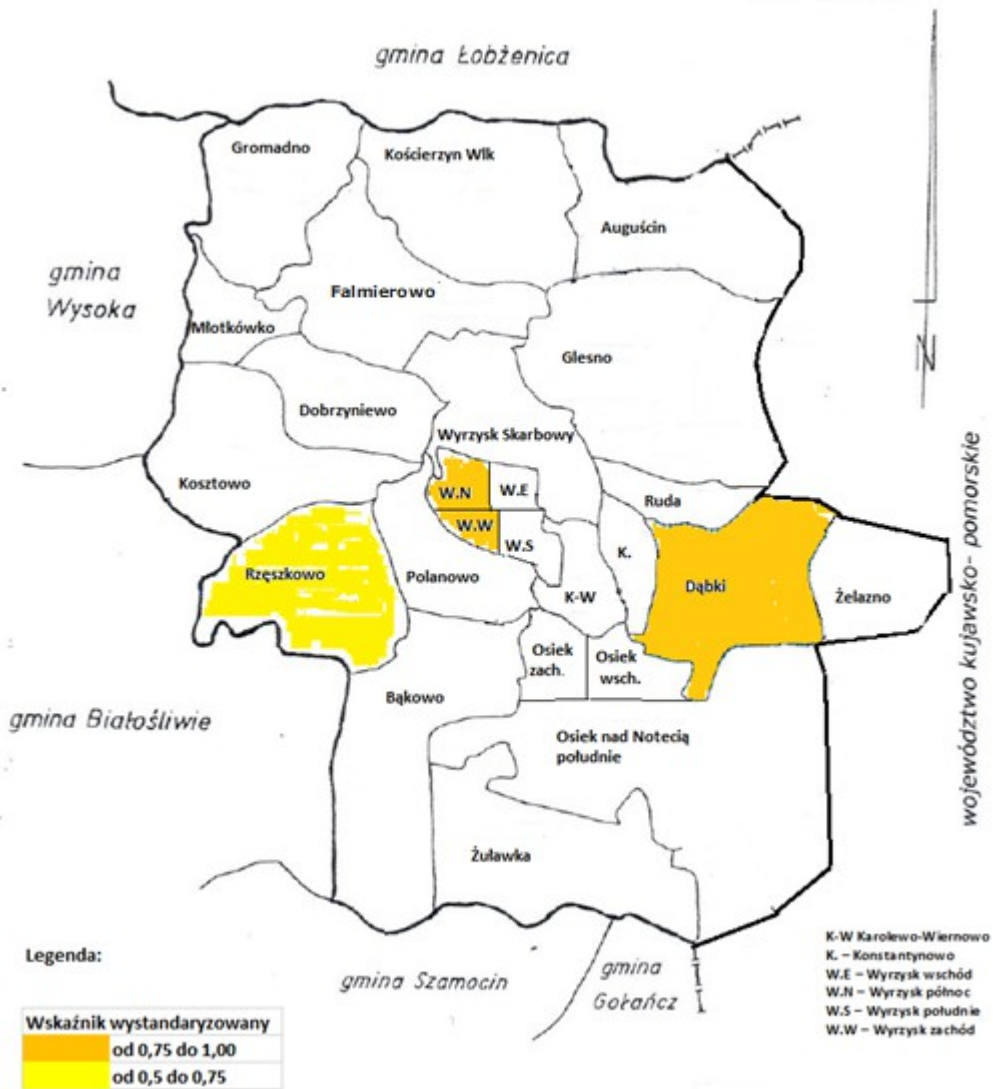 gmina Łobżenica
Gromadno
Kościerzyn Wlk
Auguścin
gmina
Wysoka
Falmierowo
Młotkówko
Glesno
N
Dobrzyniewo
Wyrzysk Skarbowy
Kosztowo
W.N
W.E
Ruda
W.W
W.S
K.
Rzęszkowo
Polanowo
K-W
Dąbki
Żelazno
województwo kujawsko- pomorskie
Osiek
zach.
Osiek
wsch.
Bąkowo
gmina Białośliwie
Osiek nad Notecią
południe
Żuławka
Legenda:
gmina Szamocin
gmina
Gołańcz
K-W Karolewo-Wiernowo
K. – Konstantynowo
W.E – Wyrzysk wschód
W.N – Wyrzysk północ
W.S – Wyrzysk południe
W.W – Wyrzysk zachód
Wskaźnik wystandaryzowany
od 0,75 do 1,00
od 0,5 do 0,75